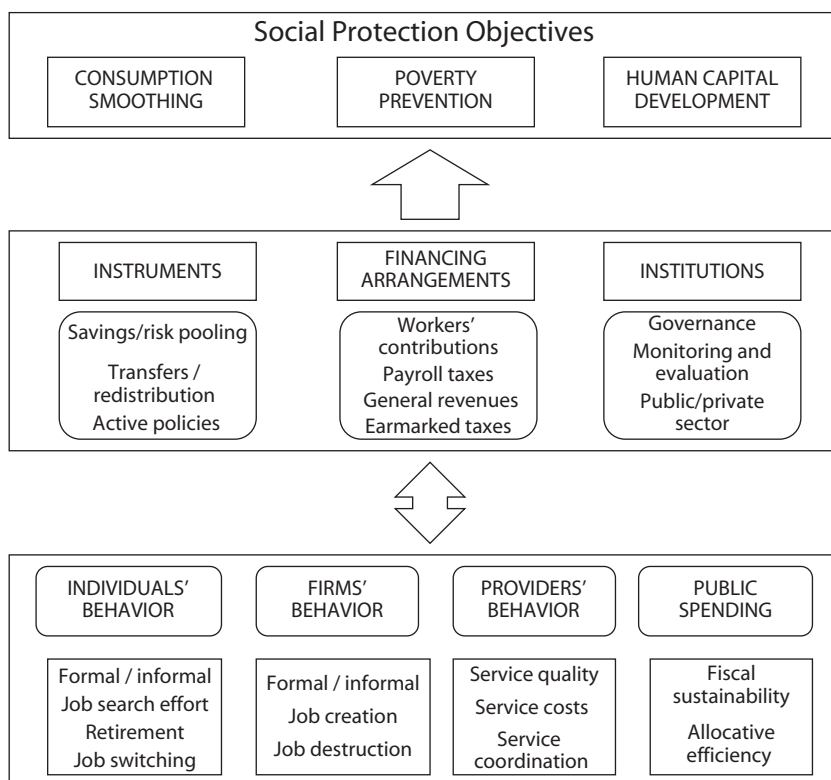 Social Protection Objectives
CONSUMPTION
SMOOTHING
POVERTY
PREVENTION
HUMAN CAPITAL
DEVELOPMENT
INSTRUMENTS
Savings/risk pooling
Transfers /
redistribution
Active policies
FINANCING
ARRANGEMENTS
Workers'
contributions
Payroll taxes
General revenues
Earmarked taxes
INSTITUTIONS
Governance
Monitoring and
evaluation
Public/private
sector
INDIVIDUALS'
BEHAVIOR
Formal / informal
Job search effort
Retirement
Job switching
FIRMS'
BEHAVIOR
Formal / informal
Job creation
Job destruction
PROVIDERS'
BEHAVIOR
Service quality
Service costs
Service
coordination
PUBLIC
SPENDING
Fiscal
sustainability
Allocative
efficiency